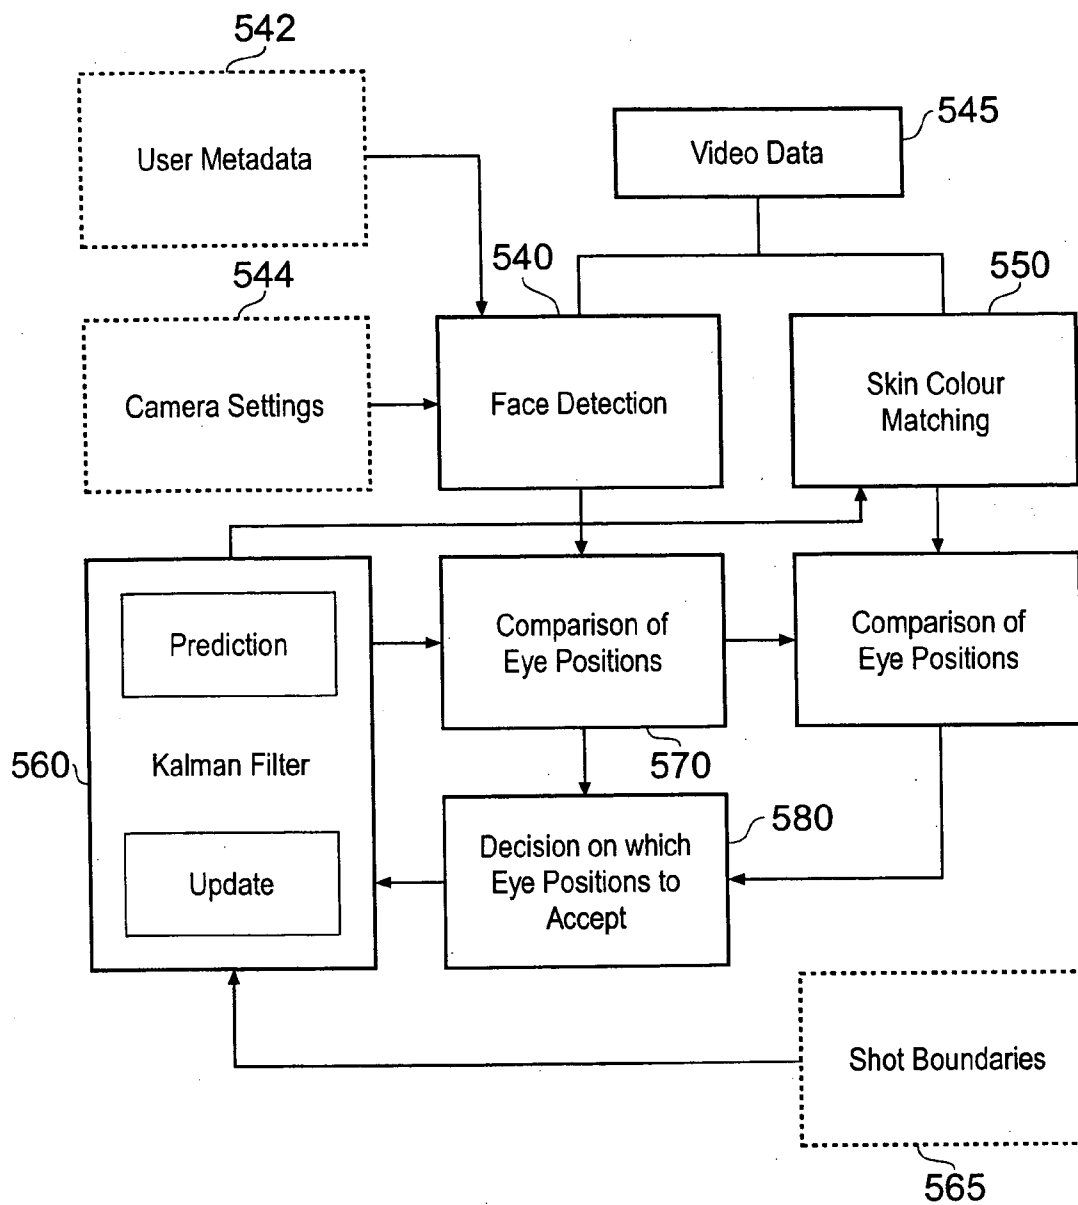 542
User Metadata
545
Video Data
544
Camera Settings
540
Face Detection
550
Skin Colour
Matching
560
Prediction
Kalman Filter
Update
Comparison of
Eye Positions
570
Comparison of
Eye Positions
580
Decision on which
Eye Positions to
Accept
Shot Boundaries
565